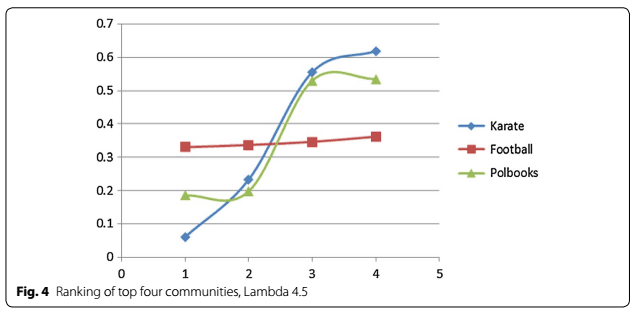 0.7
0.6
0.5
0.4
0.3
0.2
0.1
0
0 1 2 3 4 5
Karate
Football
Polbooks
Fig. 4 Ranking of top four communities, Lambda 4.5